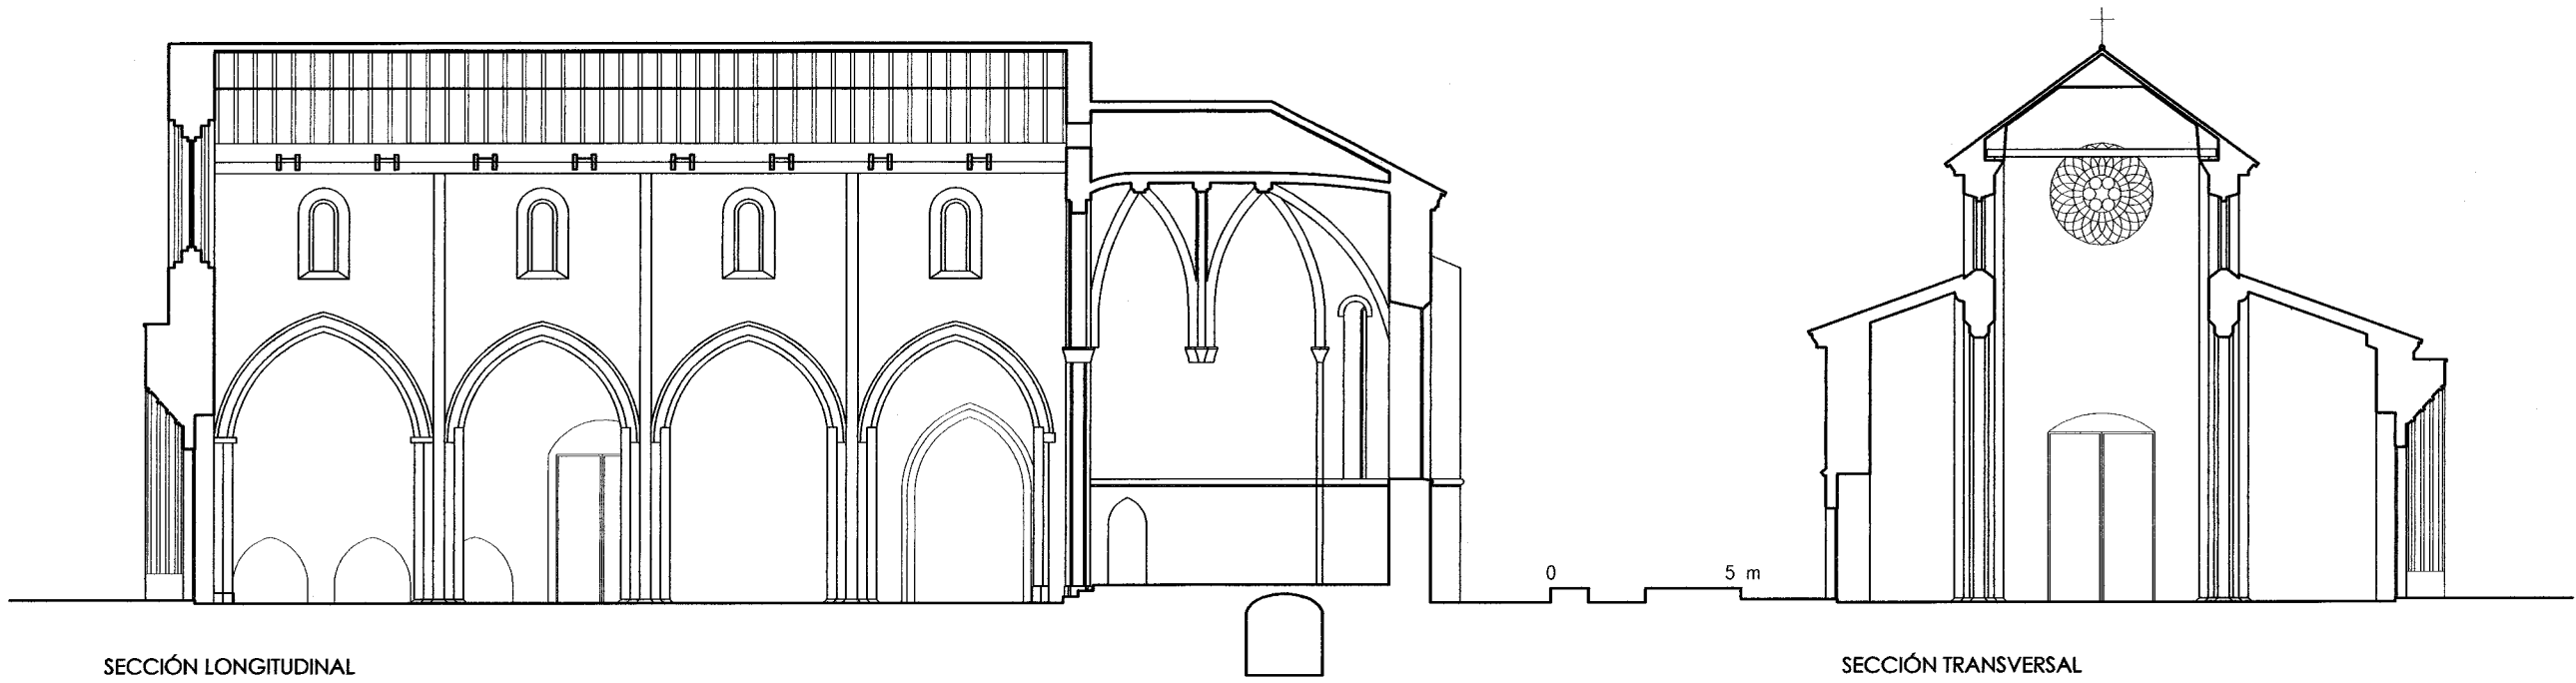 0 5 m
SECCIÓN LONGITUDINAL
SECCIÓN TRANSVERSAL